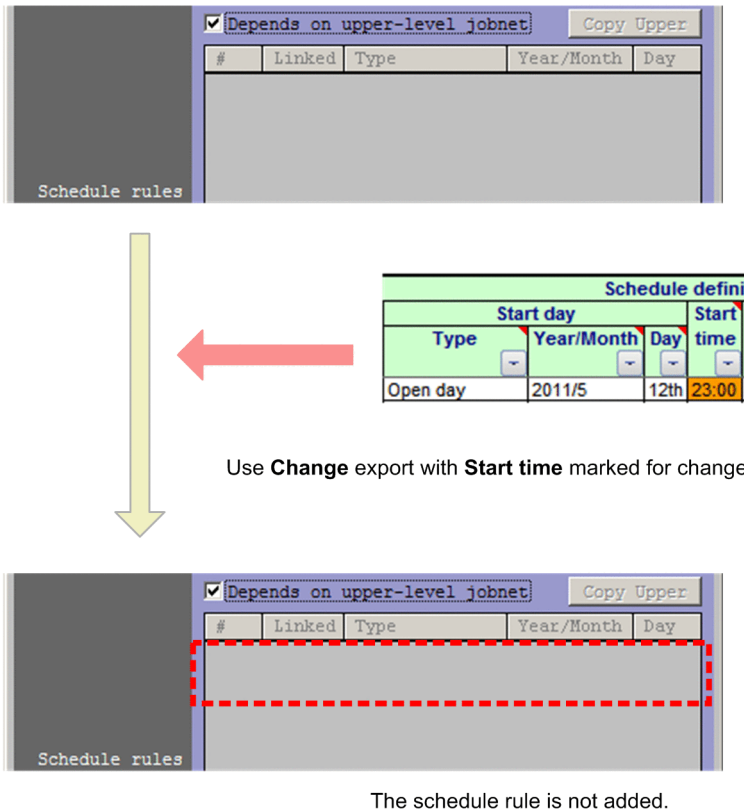 Depends on upper-level jobnet Copy Upper
# Linked Type Year/Month Day
Schedule rules
Schedule defini
Start day Start
Type Year/Month Day time
Open day 2011/5 12th 23:00
Use Change export with Start time marked for change
Depends on upper-level jobnet Copy Upper
# Linked Type Year/Month Day
Schedule rules
The schedule rule is not added.